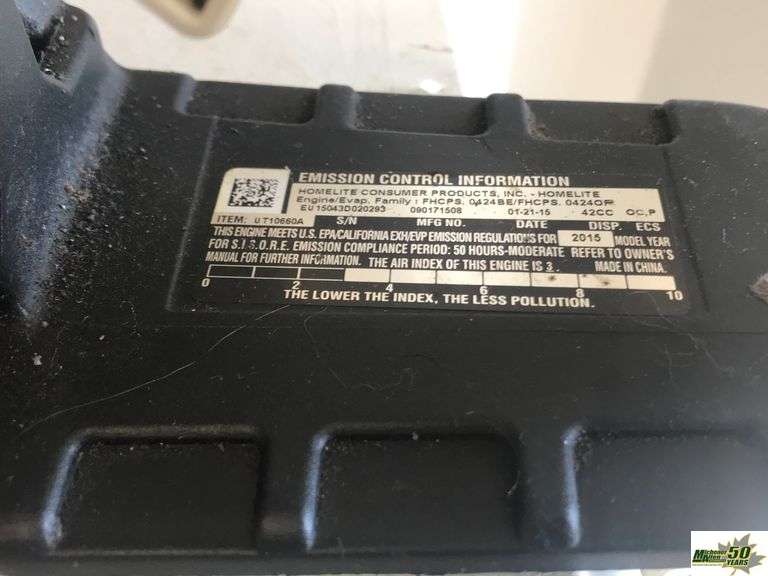 EMISSION CONTROL INFORMATION
HOMELITE CONSUMER PRODUCTS, INC. - HOMELITE
Engine/Evap. Family : FHCPS. 0424BE/FHCPS. 0424OR
EU15043D020293 090171508 01-21-15 42CC OC,P
ITEM: UT10660A S/N MFG NO. DATE DISP. ECS
THIS ENGINE MEETS U.S. EPA/CALIFORNIA EXH/EVP EMISSION REGULATIONS FOR 2015 MODEL YEAR
FOR S.I S.O.R.E. EMISSION COMPLIANCE PERIOD: 50 HOURS-MODERATE REFER TO OWNER'S
MANUAL FOR FURTHER INFORMATION. THE AIR INDEX OF THIS ENGINE IS 3 . MADE IN CHINA.
0 2 4 6 8 10
THE LOWER THE INDEX, THE LESS POLLUTION.
Michener
50 YEARS